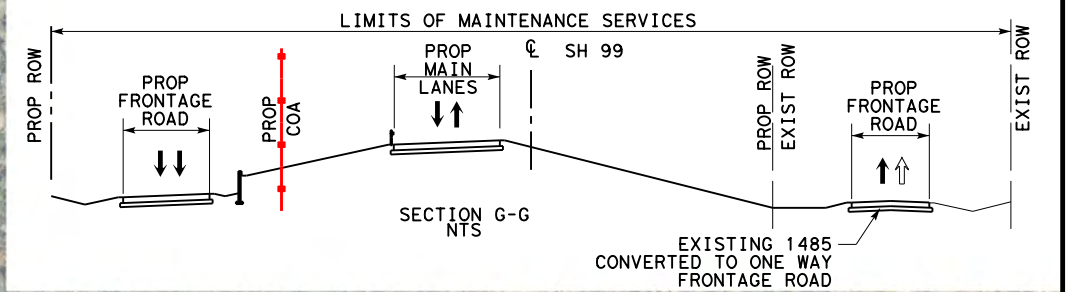 LIMITS OF MAINTENANCE SERVICES
PROP ROW
PROP
FRONTAGE
ROAD
PROP
COA
PROP
MAIN
LANES
℄ SH 99
PROP ROW
EXIST ROW
PROP
FRONTAGE
ROAD
EXIST ROW
SECTION G-G
NTS
EXISTING 1485
CONVERTED TO ONE WAY
FRONTAGE ROAD